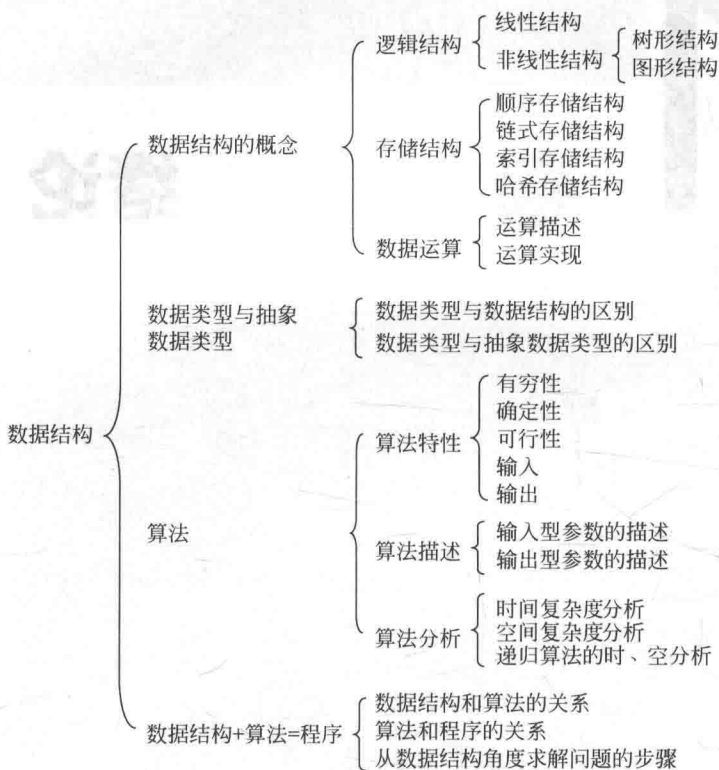 线性结构
逻辑结构
非线性结构
树形结构
图形结构
数据结构的概念
存储结构
顺序存储结构
链式存储结构
索引存储结构
哈希存储结构
数据运算
运算描述
运算实现
数据类型与抽象
数据类型
数据类型与数据结构的区别
数据类型与抽象数据类型的区别
数据结构
算法
算法特性
有穷性
确定性
可行性
输入
输出
算法描述
输入型参数的描述
输出型参数的描述
算法分析
时间复杂度分析
空间复杂度分析
递归算法的时、空分析
数据结构+算法=程序
数据结构和算法的关系
算法和程序的关系
从数据结构角度求解问题的步骤